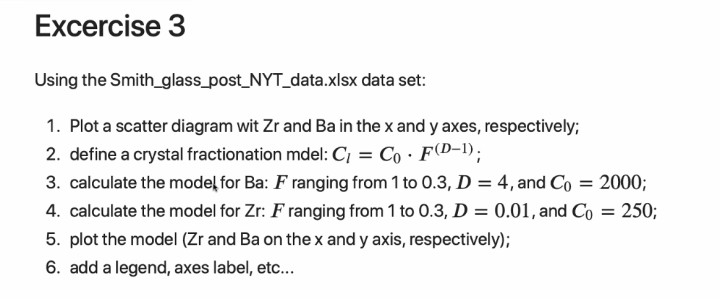 Excercise 3
Using the Smith_glass_post_NYT_data.xlsx data set:
1. Plot a scatter diagram wit Zr and Ba in the x and y axes, respectively;
2. define a crystal fractionation mdel: C_l = C_0 · F^(D−1);
3. calculate the model for Ba: F ranging from 1 to 0.3, D = 4, and C_0 = 2000;
4. calculate the model for Zr: F ranging from 1 to 0.3, D = 0.01, and C_0 = 250;
5. plot the model (Zr and Ba on the x and y axis, respectively);
6. add a legend, axes label, etc...